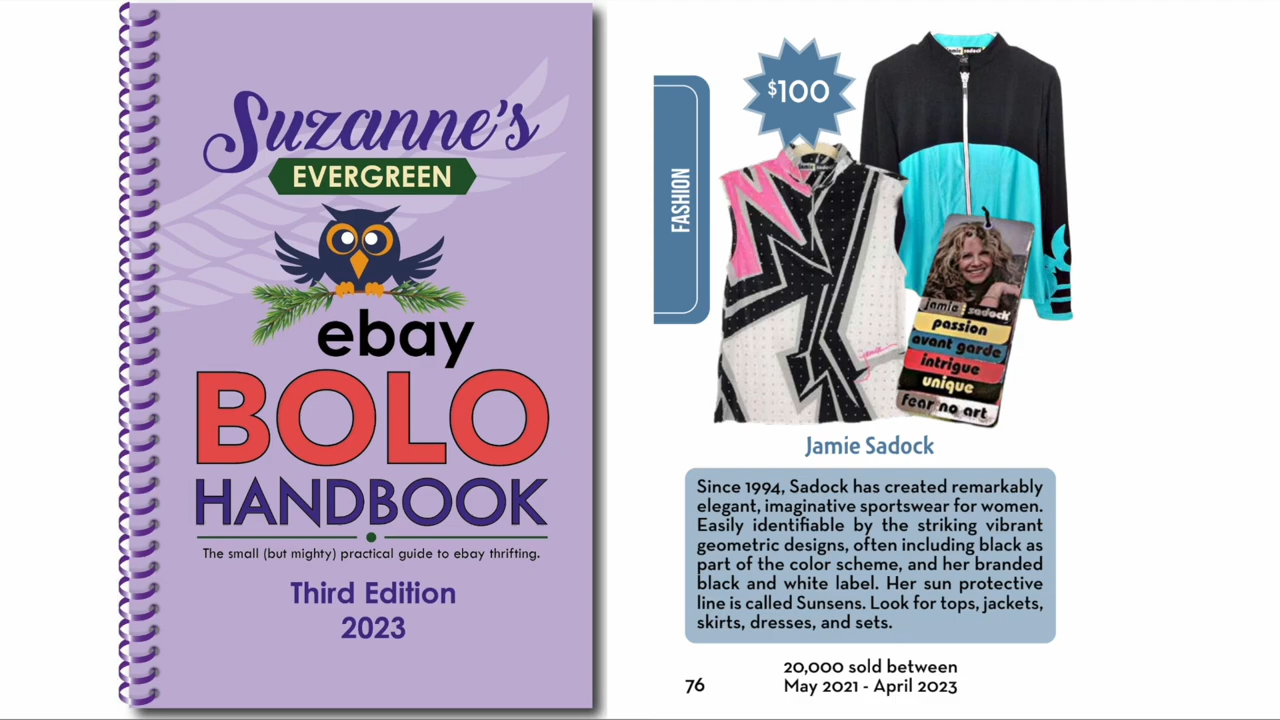 Suzanne's
EVERGREEN
ebay
BOLO
HANDBOOK
The small (but mighty) practical guide to ebay thrifting.
Third Edition
2023
FASHION
$100
jamie sadock
jamie sadock
jamie sadock
passion
avant garde
intrigue
unique
fear no art
Jamie Sadock
Since 1994, Sadock has created remarkably
elegant, imaginative sportswear for women.
Easily identifiable by the striking vibrant
geometric designs, often including black as
part of the color scheme, and her branded
black and white label. Her sun protective
line is called Sunsens. Look for tops, jackets,
skirts, dresses, and sets.
76
20,000 sold between
May 2021 - April 2023